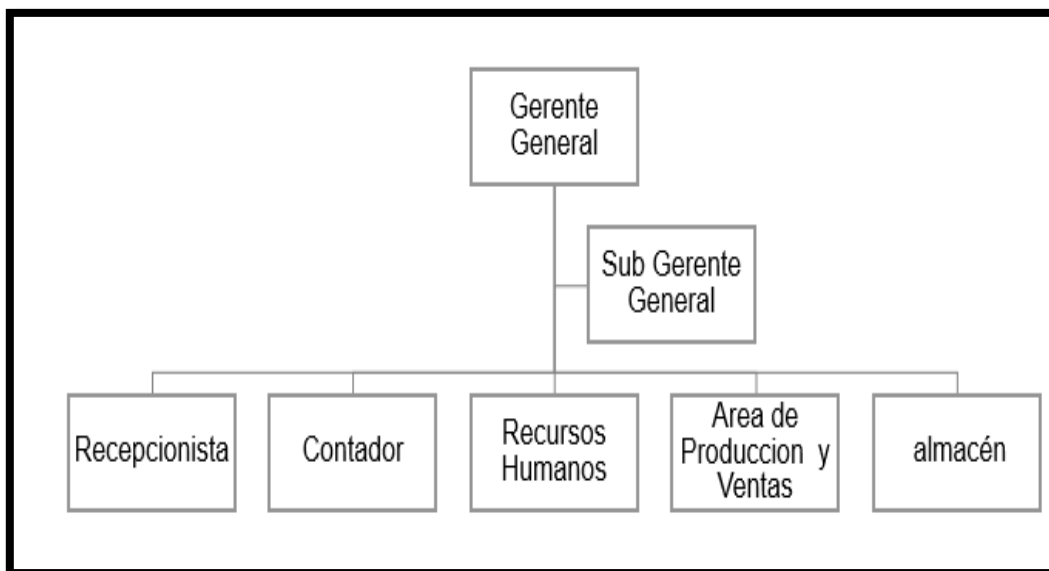 Gerente
General
Sub Gerente
General
Recepcionista
Contador
Recursos
Humanos
Area de
Produccion y
Ventas
almacén